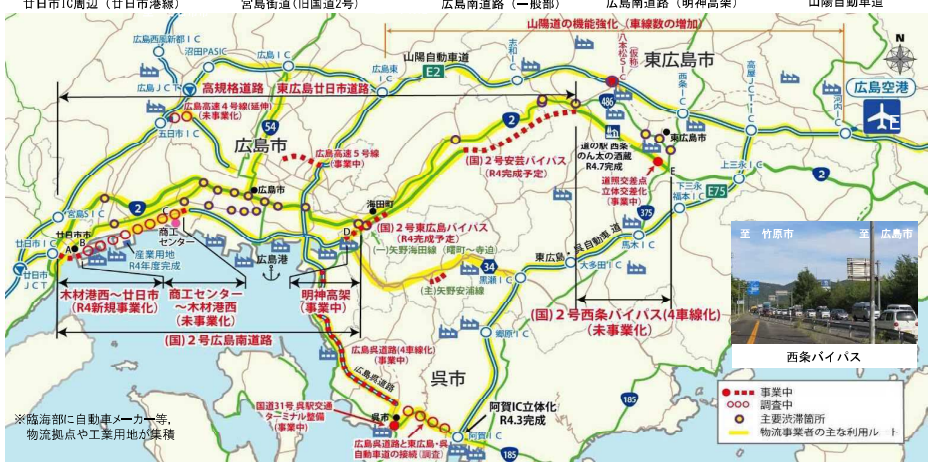 廿日市IC周辺（廿日市港線）
宮島街道（旧国道2号）
広島南道路（一般部）
広島南道路（明神高架）
山陽自動車道
山陽道の機能強化（車線数の増加）
N
広島西風新都IC
沼田PASIC
広島IC
山陽自動車道
E2
広島東IC
志和IC
（仮称）八本松SIC
東広島市
西条IC
高屋JCTIC
河内IC
広島空港
広島JCT
高規格道路 東広島廿日市道路
広島高速4号線（延伸）
（未事業化）
五日市IC
54
広島市
2
486
東広島市
道の駅 西条
のん太の酒蔵
R4.7完成
広島高速5号線
（事業中）
（国）2号安芸バイパス
（R4完成予定）
E
道照交差点
立体交差化
（事業中）
上三永IC
2
下三永福本IC
E75
375
広島市
海田町
宮島SIC
2
C
D
（国）2号東広島バイパス
（R4完成予定）
（一）矢野海田線（曙町～寺迫）
廿日市IC
廿日市市
A
B
商工センター
産業用地
R4年度完成
広島港
廿日市JCT
34
（主）矢野安浦線
東広島
呉自動車道
馬木IC
大多田IC
黒瀬IC
至 竹原市
至 広島市
西条バイパス
木材港西～廿日市
（R4新規事業化）
商工センター
～木材港西
（未事業化）
明神高架
（事業中）
（国）2号西条バイパス（4車線化）
（未事業化）
（国）2号広島南道路
郷原IC
広島呉道路（4車線化）
（事業中）
広島呉道路
呉市
185
事業中
調査中
主要渋滞箇所
物流事業者の主な利用ルート
※臨海部に自動車メーカー等，
物流拠点や工業用地が集積
国道31号 呉駅交通
ターミナル整備
（事業中）
呉市
阿賀IC立体化
R4.3完成
阿賀IC
広島呉道路と東広島・呉
自動車道の接続（調査）
185